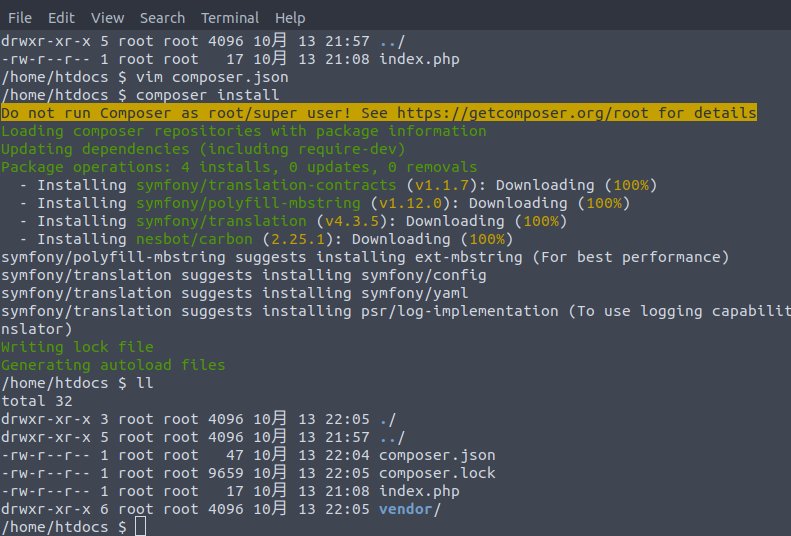 File Edit View Search Terminal Help
drwxr-xr-x 5 root root 4096 10月 13 21:57 ../
-rw-r--r-- 1 root root   17 10月 13 21:08 index.php
/home/htdocs $ vim composer.json
/home/htdocs $ composer install
Do not run Composer as root/super user! See https://getcomposer.org/root for details
Loading composer repositories with package information
Updating dependencies (including require-dev)
Package operations: 4 installs, 0 updates, 0 removals
  - Installing symfony/translation-contracts (v1.1.7): Downloading (100%)
  - Installing symfony/polyfill-mbstring (v1.12.0): Downloading (100%)
  - Installing symfony/translation (v4.3.5): Downloading (100%)
  - Installing nesbot/carbon (2.25.1): Downloading (100%)
symfony/polyfill-mbstring suggests installing ext-mbstring (For best performance)
symfony/translation suggests installing symfony/config
symfony/translation suggests installing symfony/yaml
symfony/translation suggests installing psr/log-implementation (To use logging capabilit
nslator)
Writing lock file
Generating autoload files
/home/htdocs $ ll
total 32
drwxr-xr-x 3 root root 4096 10月 13 22:05 ./
drwxr-xr-x 5 root root 4096 10月 13 21:57 ../
-rw-r--r-- 1 root root   47 10月 13 22:04 composer.json
-rw-r--r-- 1 root root 9659 10月 13 22:05 composer.lock
-rw-r--r-- 1 root root   17 10月 13 21:08 index.php
drwxr-xr-x 6 root root 4096 10月 13 22:05 vendor/
/home/htdocs $